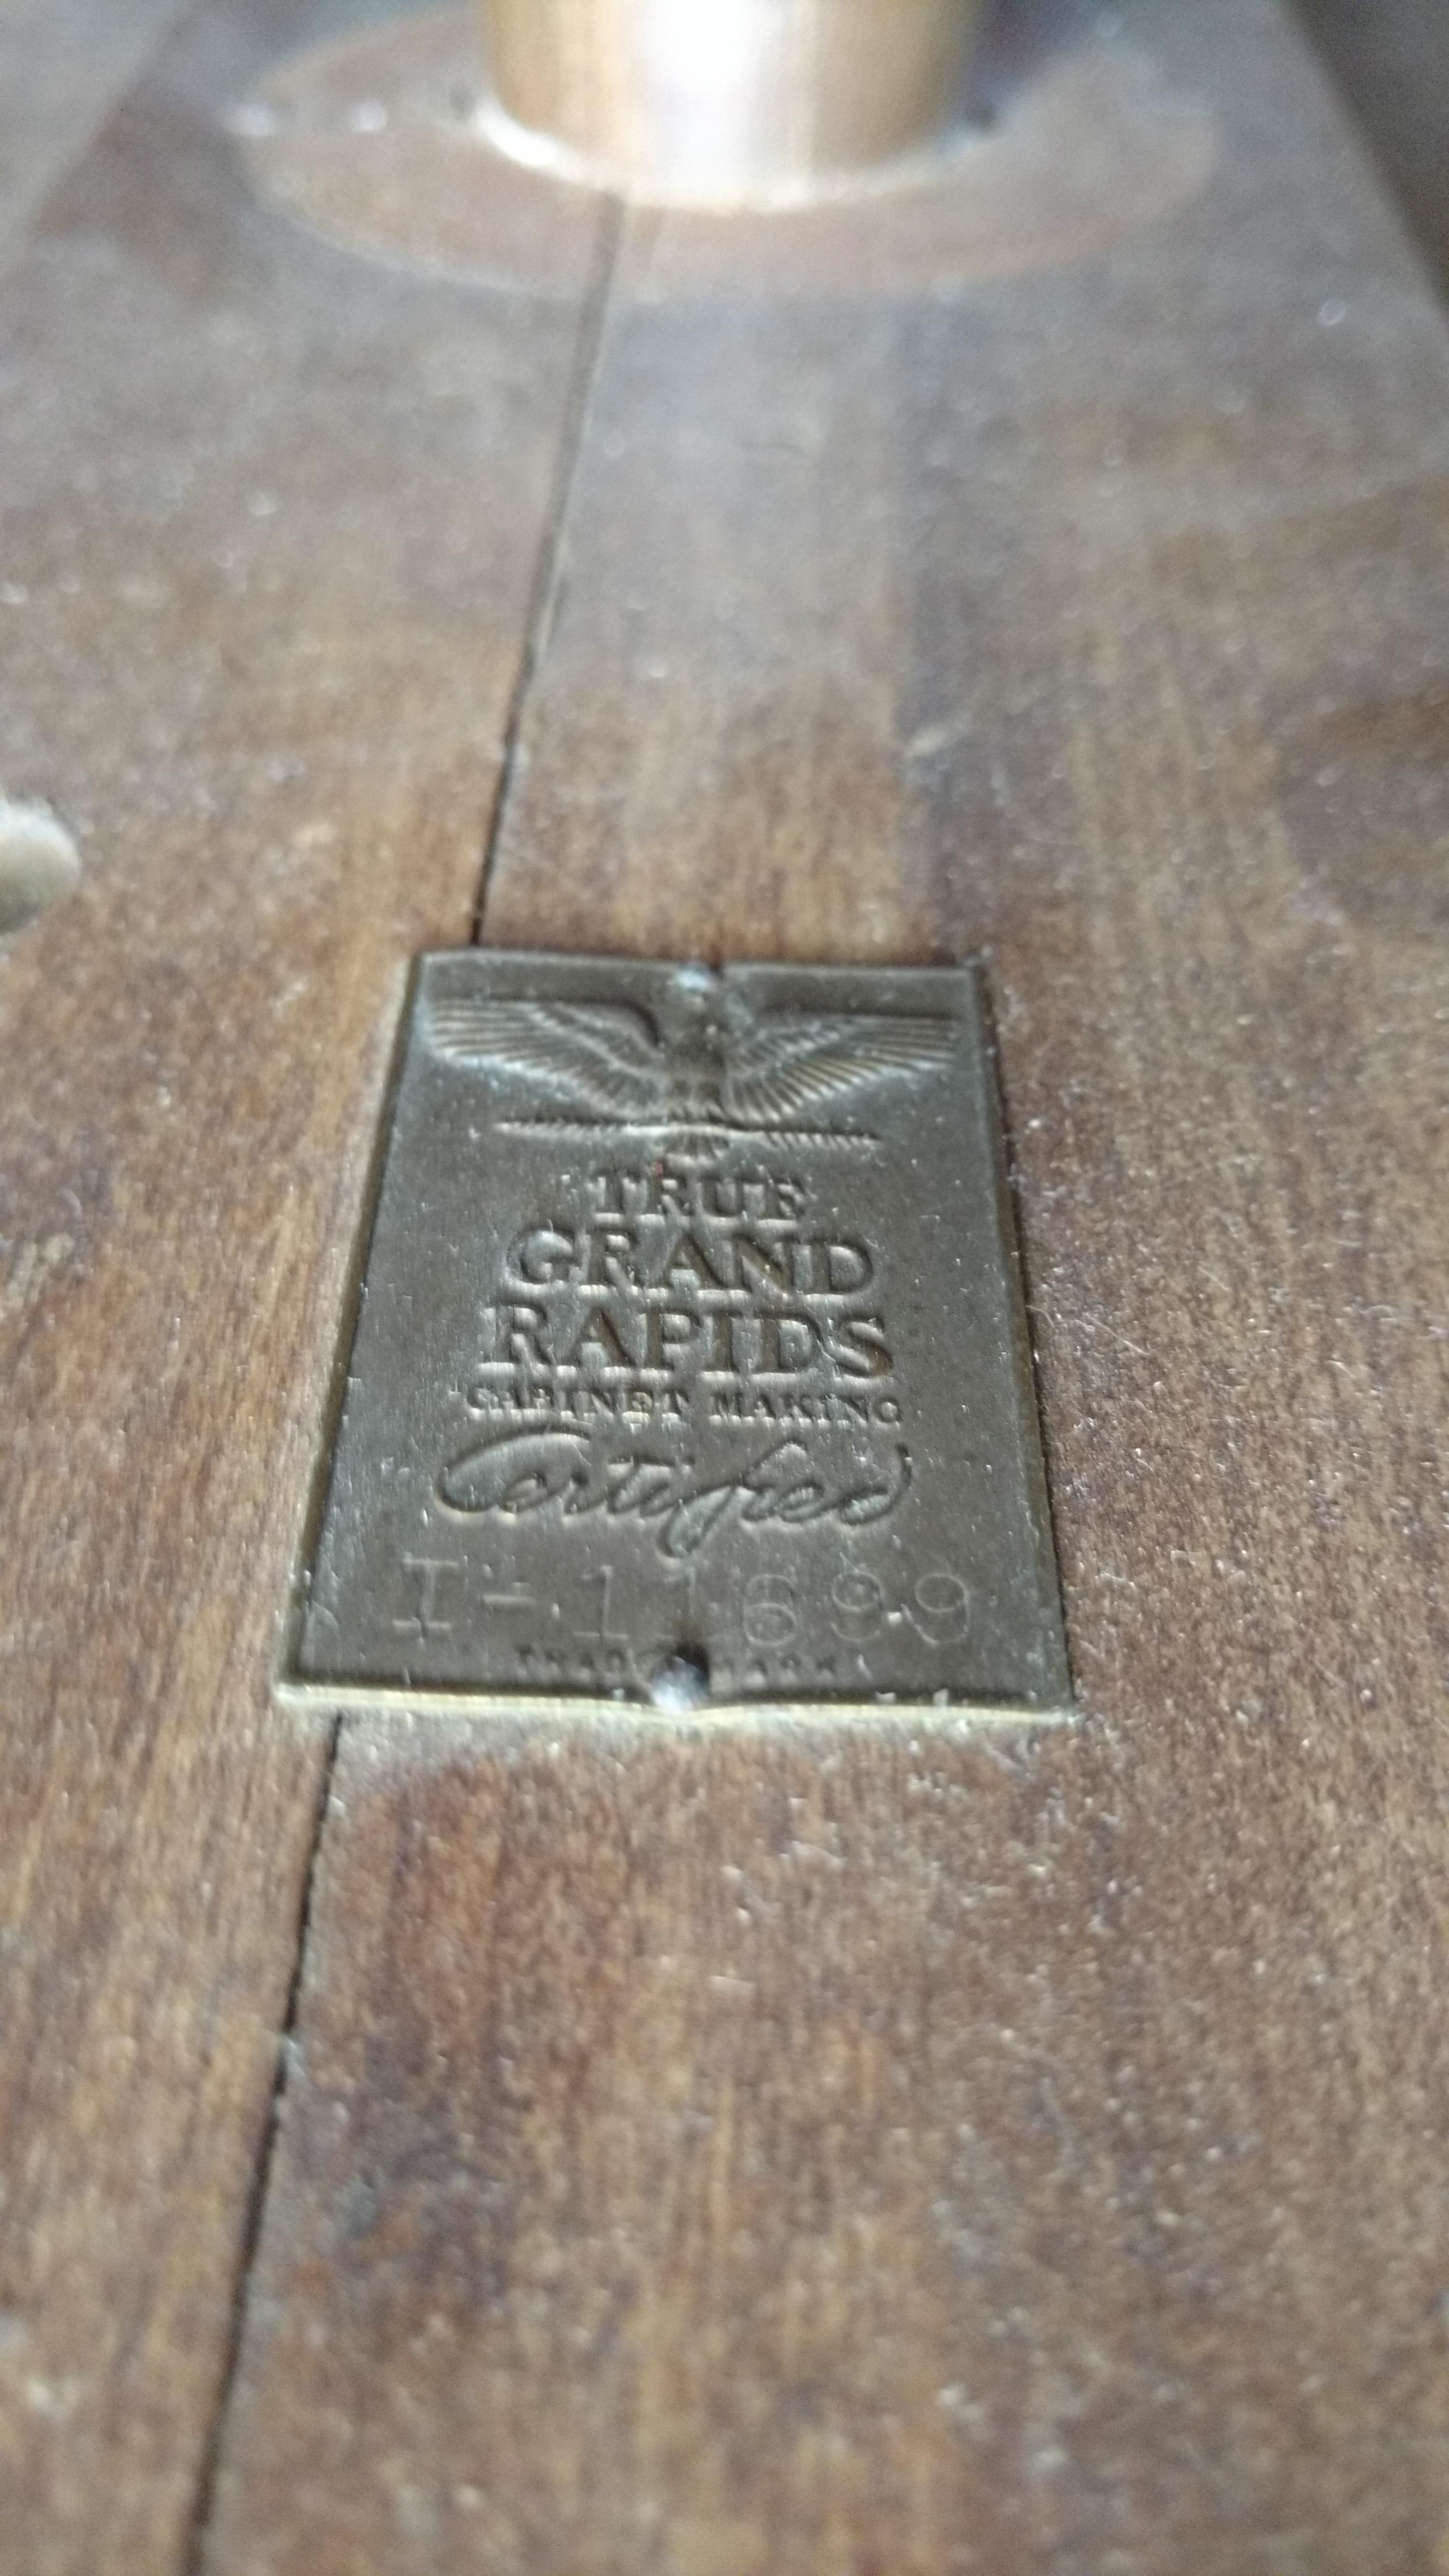 TRUE
GRAND
RAPIDS
CABINET MAKING
Certified
I-11699